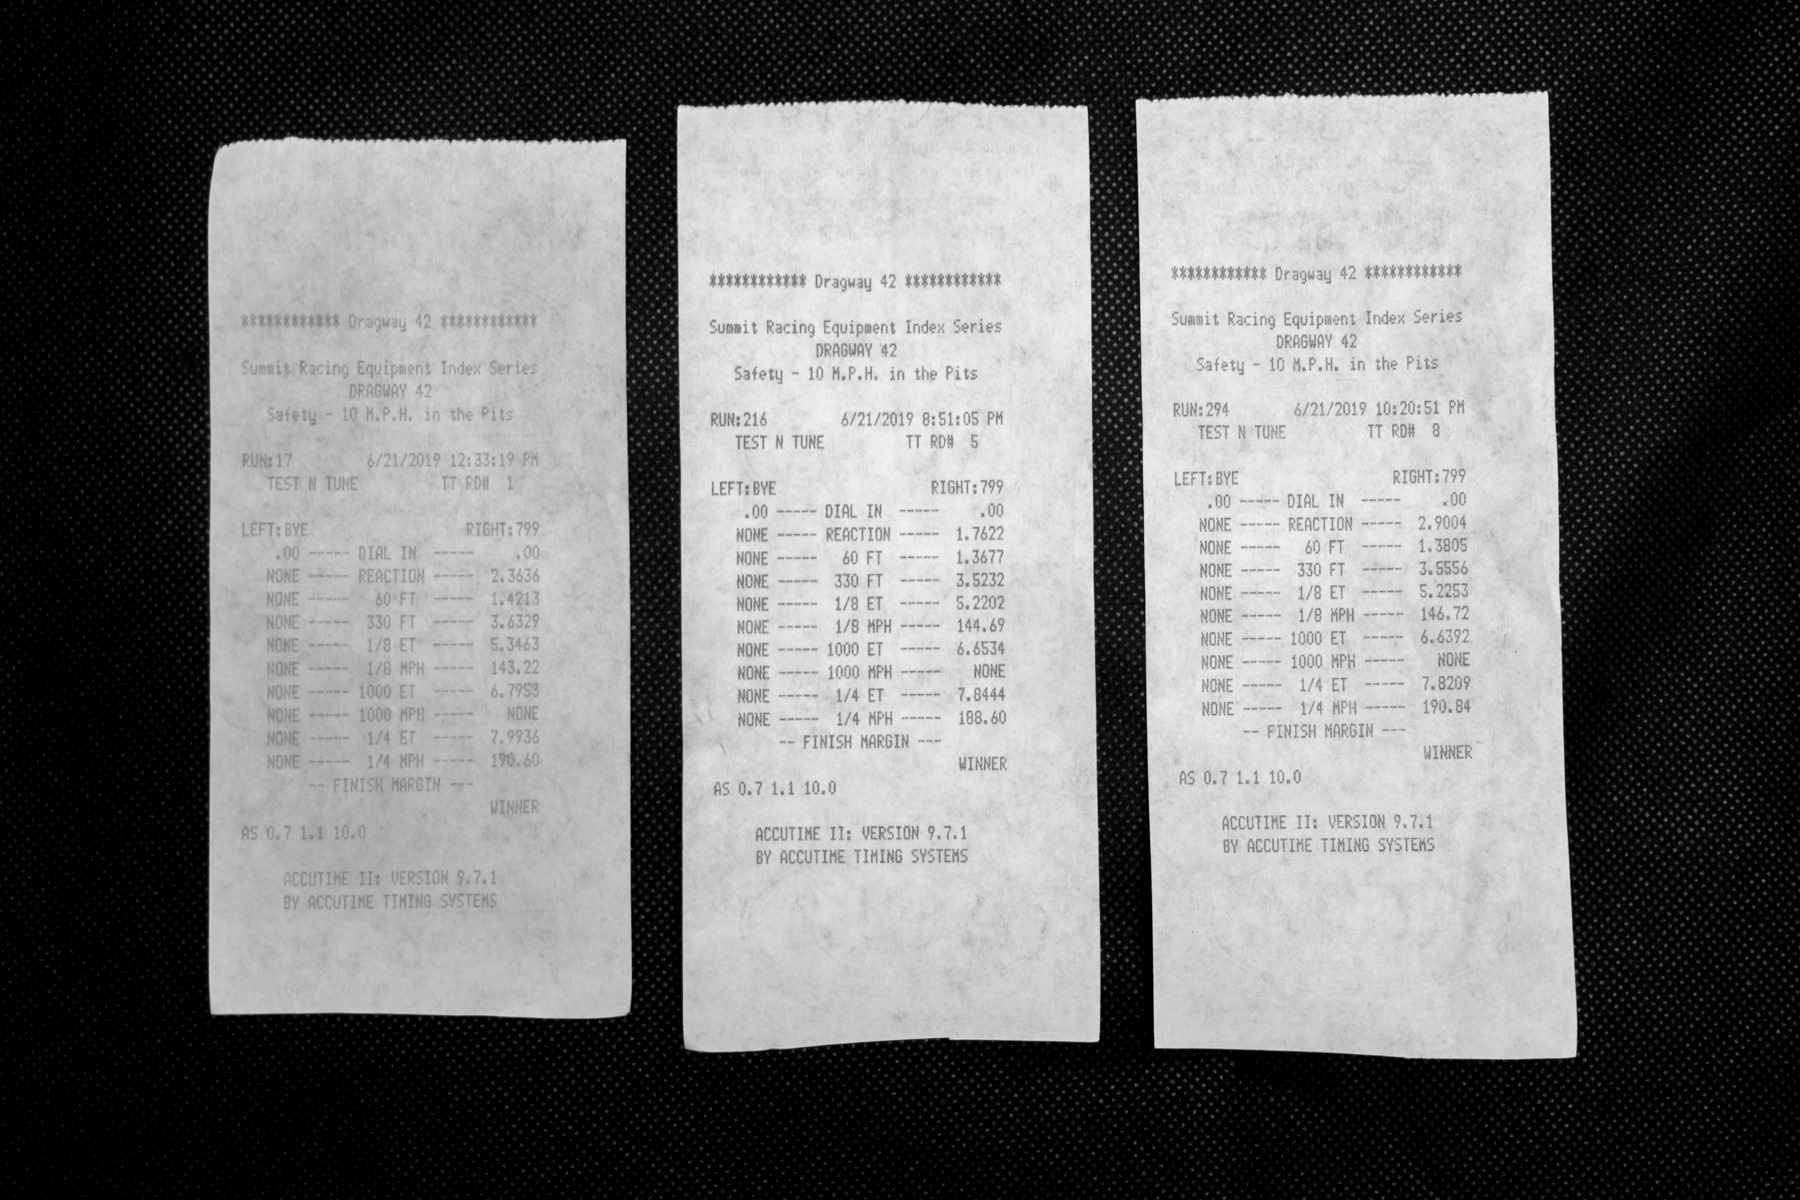 ************ Dragway 42 ************
Summit Racing Equipment Index Series
DRAGWAY 42
Safety - 10 M.P.H. in the Pits
RUN:17 6/21/2019 12:33:19 PM
TEST N TUNE TT RD# 1
LEFT:BYE RIGHT:799
.00 ----- DIAL IN ----- .00
NONE ----- REACTION ----- 2.3636
NONE ----- 60 FT ----- 1.4213
NONE ----- 330 FT ----- 3.6329
NONE ----- 1/8 ET ----- 5.3463
NONE ----- 1/8 MPH ----- 143.22
NONE ----- 1000 ET ----- 6.7953
NONE ----- 1000 MPH ----- NONE
NONE ----- 1/4 ET ----- 7.9936
NONE ----- 1/4 MPH ----- 190.60
-- FINISH MARGIN ---
WINNER
AS 0.7 1.1 10.0
ACCUTIME II: VERSION 9.7.1
BY ACCUTIME TIMING SYSTEMS
************ Dragway 42 ************
Summit Racing Equipment Index Series
DRAGWAY 42
Safety - 10 M.P.H. in the Pits
RUN:216 6/21/2019 8:51:05 PM
TEST N TUNE TT RD# 5
LEFT:BYE RIGHT:799
.00 ----- DIAL IN ----- .00
NONE ----- REACTION ----- 1.7622
NONE ----- 60 FT ----- 1.3677
NONE ----- 330 FT ----- 3.5232
NONE ----- 1/8 ET ----- 5.2202
NONE ----- 1/8 MPH ----- 144.69
NONE ----- 1000 ET ----- 6.6534
NONE ----- 1000 MPH ----- NONE
NONE ----- 1/4 ET ----- 7.8444
NONE ----- 1/4 MPH ----- 188.60
-- FINISH MARGIN ---
WINNER
AS 0.7 1.1 10.0
ACCUTIME II: VERSION 9.7.1
BY ACCUTIME TIMING SYSTEMS
************ Dragway 42 ************
Summit Racing Equipment Index Series
DRAGWAY 42
Safety - 10 M.P.H. in the Pits
RUN:294 6/21/2019 10:20:51 PM
TEST N TUNE TT RD# 8
LEFT:BYE RIGHT:799
.00 ----- DIAL IN ----- .00
NONE ----- REACTION ----- 2.9004
NONE ----- 60 FT ----- 1.3805
NONE ----- 330 FT ----- 3.5556
NONE ----- 1/8 ET ----- 5.2253
NONE ----- 1/8 MPH ----- 146.72
NONE ----- 1000 ET ----- 6.6392
NONE ----- 1000 MPH ----- NONE
NONE ----- 1/4 ET ----- 7.8209
NONE ----- 1/4 MPH ----- 190.84
-- FINISH MARGIN ---
WINNER
AS 0.7 1.1 10.0
ACCUTIME II: VERSION 9.7.1
BY ACCUTIME TIMING SYSTEMS